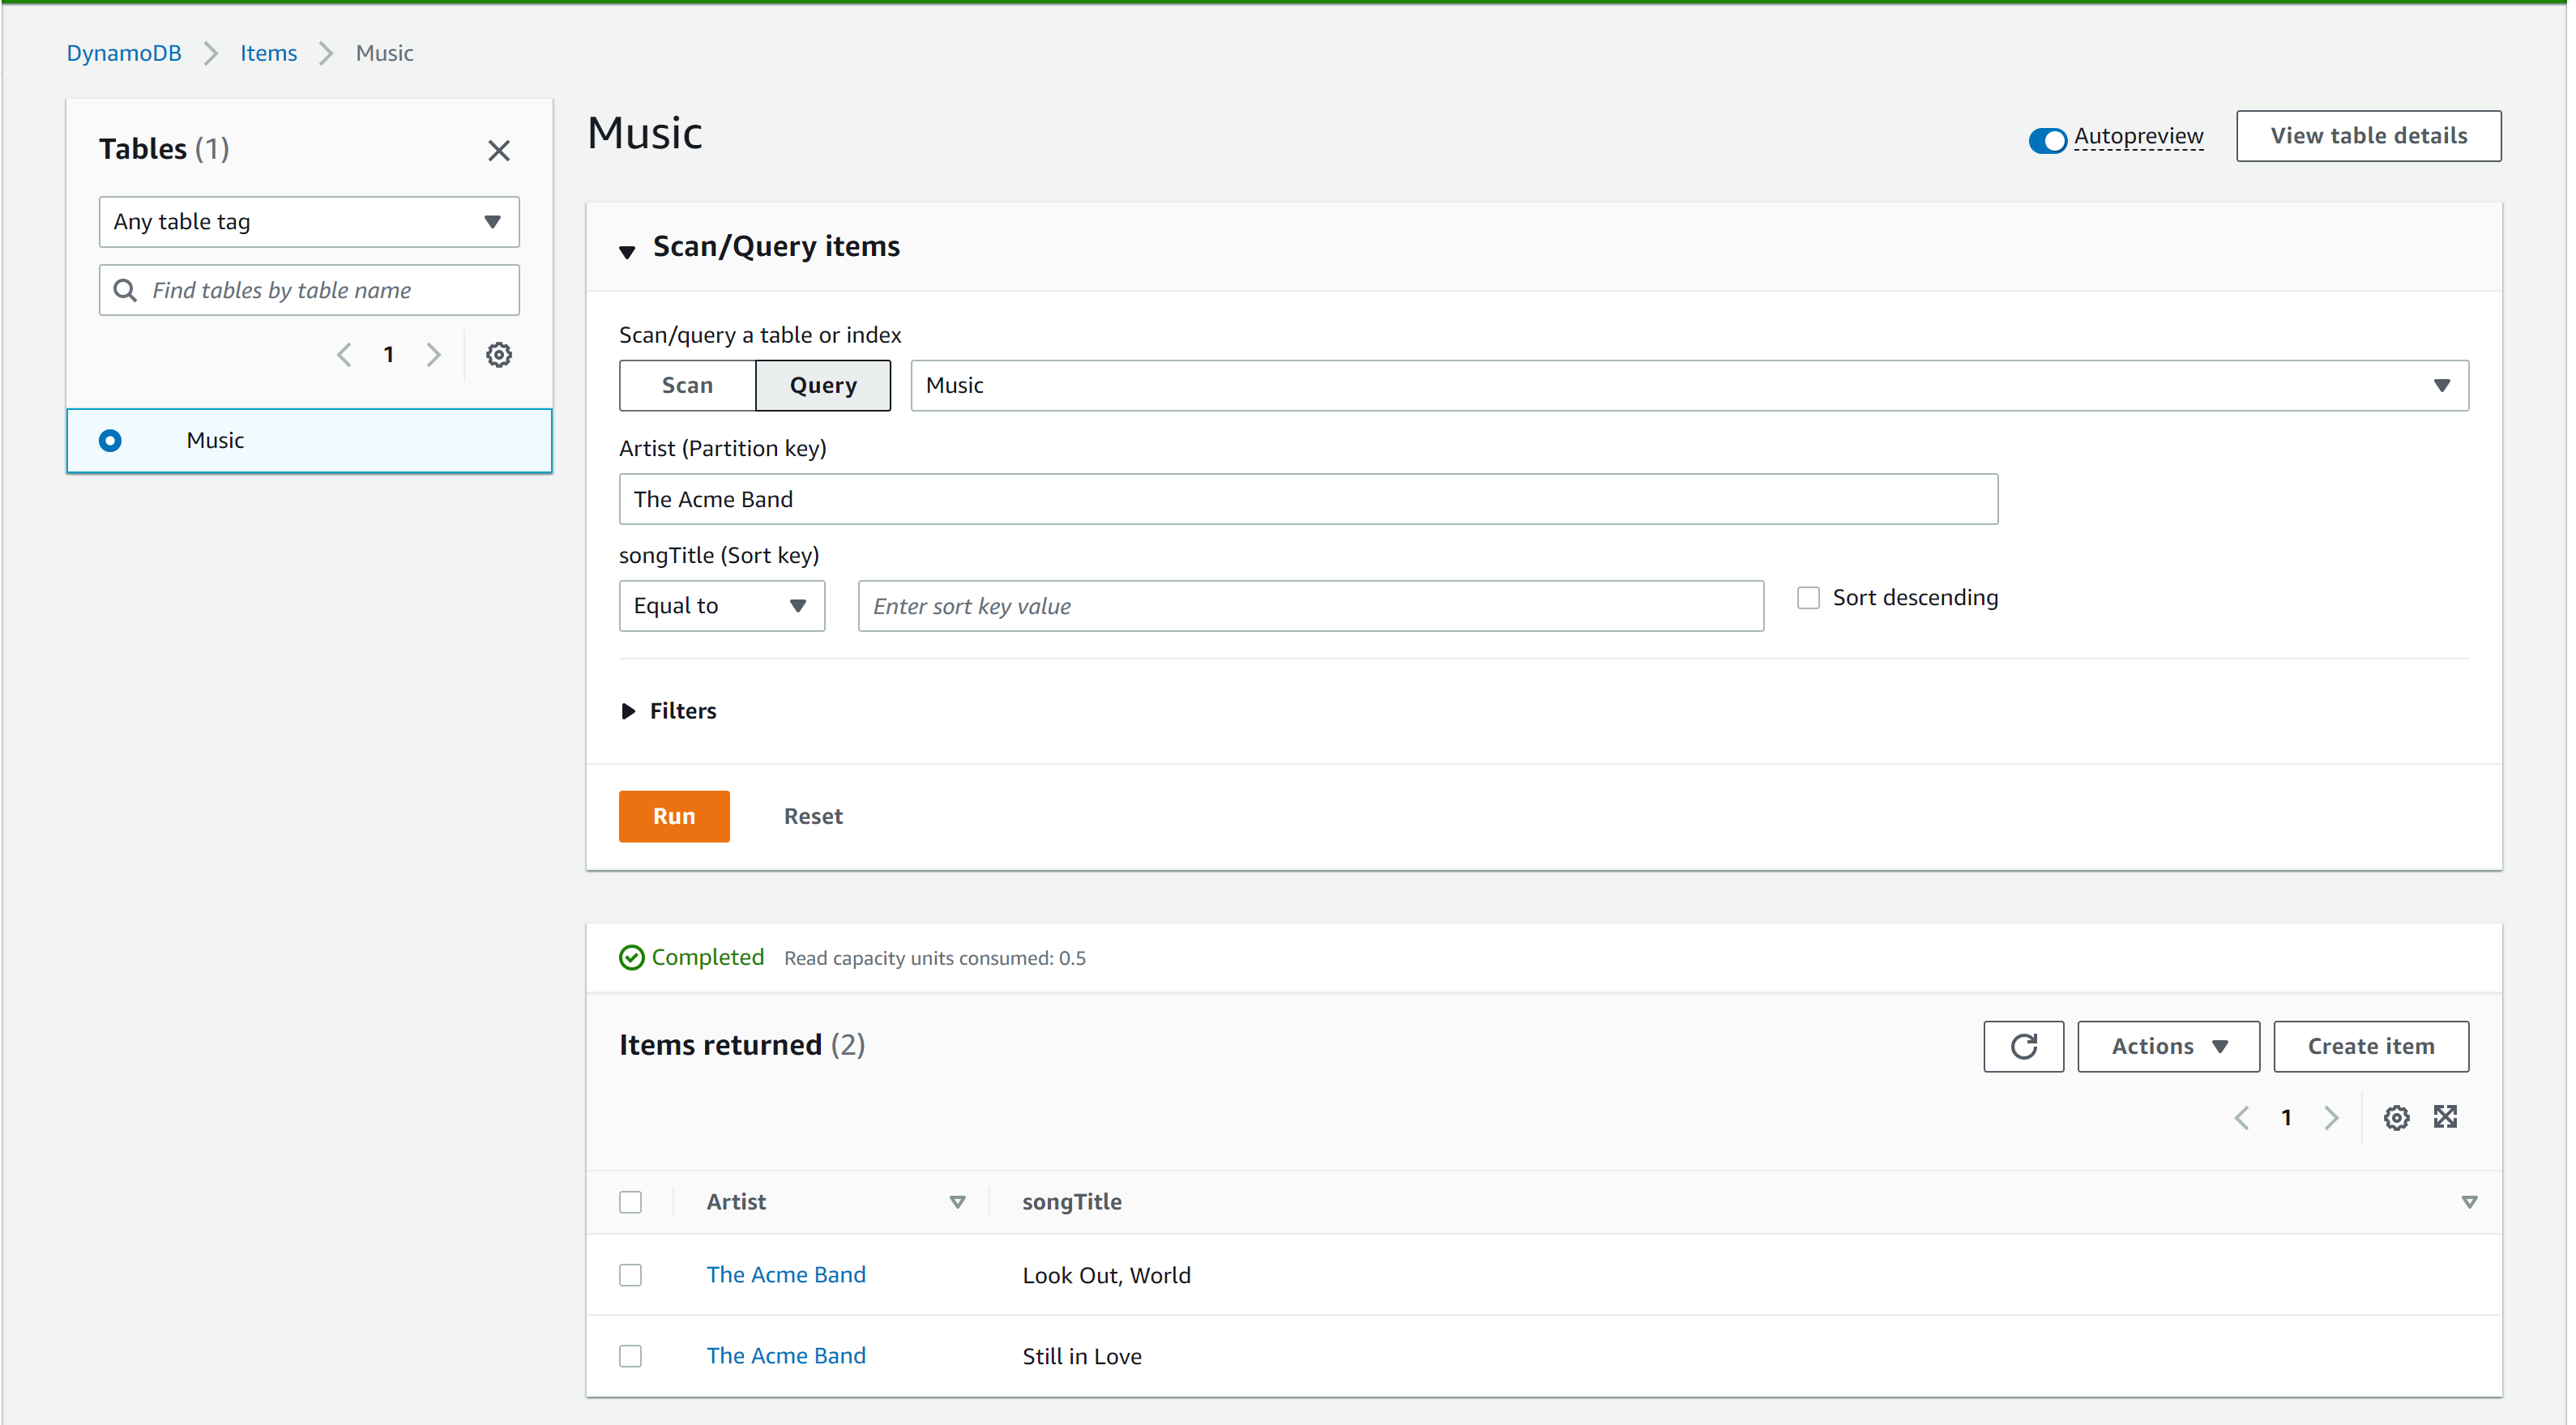 DynamoDB Items Music
Tables (1)
Any table tag
Find tables by table name
1
Music
Music
Autopreview
View table details
Scan/Query items
Scan/query a table or index
Scan Query Music
Artist (Partition key)
The Acme Band
songTitle (Sort key)
Equal to Enter sort key value Sort descending
Filters
Run Reset
Completed Read capacity units consumed: 0.5
Items returned (2)
Actions Create item
1
Artist songTitle
The Acme Band Look Out, World
The Acme Band Still in Love